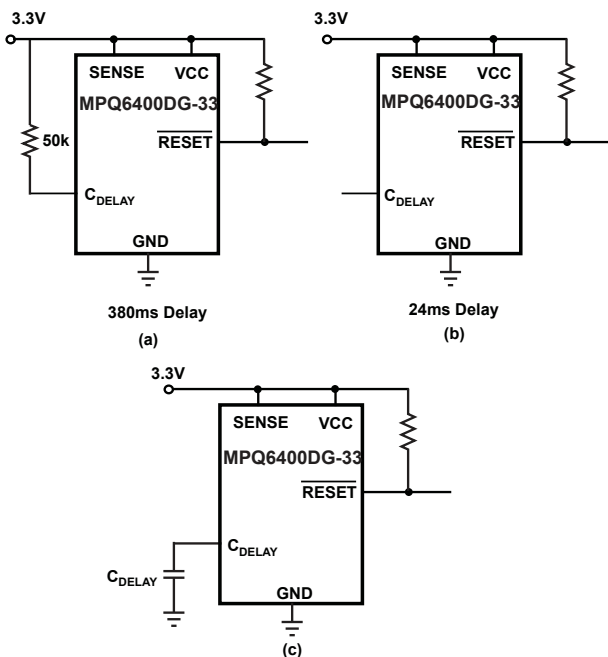 3.3V
SENSE VCC
MPQ6400DG-33
RESET
50k
CDELAY
GND
380ms Delay
(a)
3.3V
SENSE VCC
MPQ6400DG-33
RESET
CDELAY
GND
24ms Delay
(b)
3.3V
SENSE VCC
MPQ6400DG-33
RESET
CDELAY
CDELAY
GND
(c)